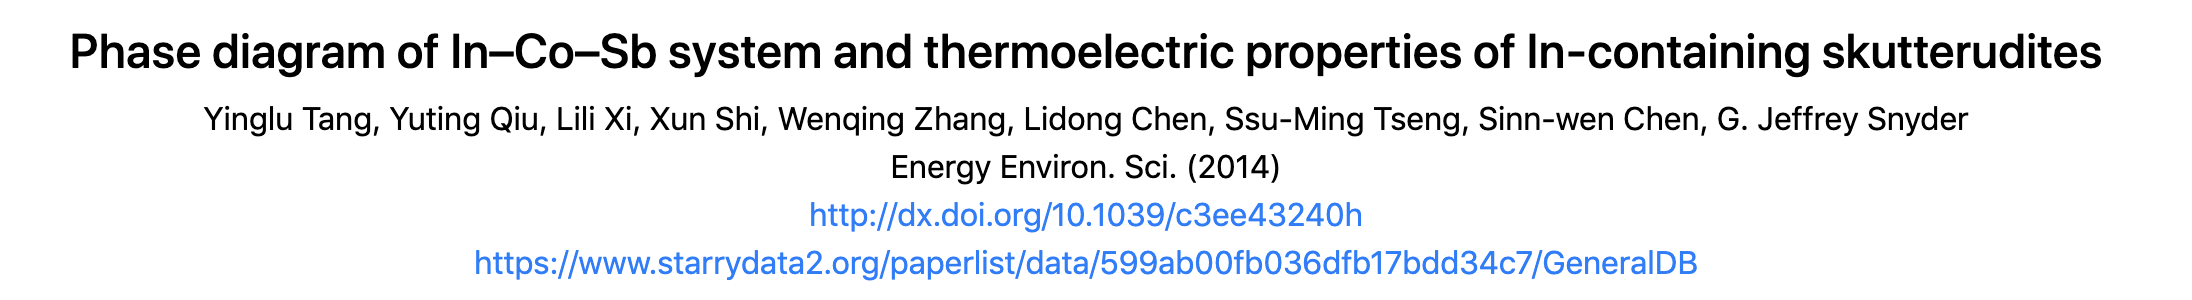 Phase diagram of In–Co–Sb system and thermoelectric properties of In-containing skutterudites
Yinglu Tang, Yuting Qiu, Lili Xi, Xun Shi, Wenqing Zhang, Lidong Chen, Ssu-Ming Tseng, Sinn-wen Chen, G. Jeffrey Snyder
Energy Environ. Sci. (2014)
http://dx.doi.org/10.1039/c3ee43240h
https://www.starrydata2.org/paperlist/data/599ab00fb036dfb17bdd34c7/GeneralDB